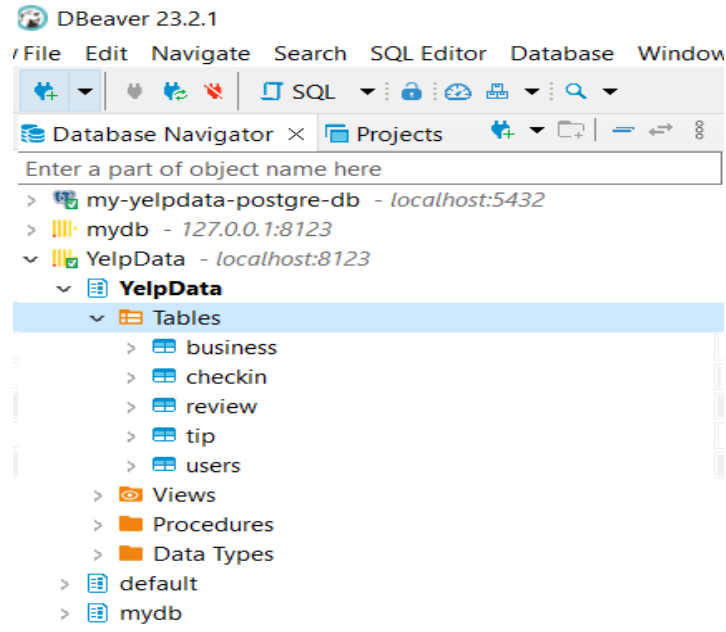 DBeaver 23.2.1
File Edit Navigate Search SQL Editor Database Window
SQL
Database Navigator Projects
Enter a part of object name here
my-yelpdata-postgre-db - localhost:5432
mydb - 127.0.0.1:8123
YelpData - localhost:8123
YelpData
Tables
business
checkin
review
tip
users
Views
Procedures
Data Types
default
mydb